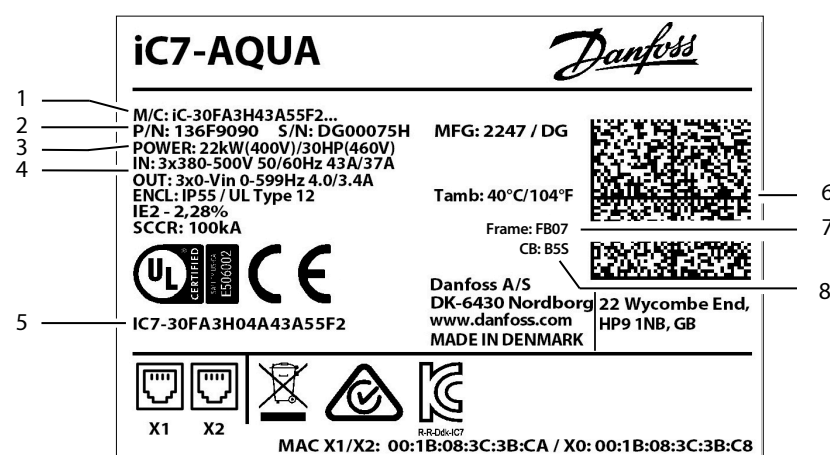 iC7-AQUA
Danfoss
1
M/C: iC-30FA3H43A55F2...
2
P/N: 136F9090 S/N: DG00075H MFG: 2247 / DG
3
POWER: 22kW(400V)/30HP(460V)
4
IN: 3x380-500V 50/60Hz 43A/37A
OUT: 3x0-Vin 0-599Hz 4.0/3.4A
ENCL: IP55 / UL Type 12 Tamb: 40°C/104°F
6
IE2 - 2,28%
SCCR: 100kA
Frame: FB07
7
CB: B5S
8
UL
CERTIFIED
SAFETY US-CA
E506002
CE
Danfoss A/S
DK-6430 Nordborg
www.danfoss.com
MADE IN DENMARK
22 Wycombe End,
HP9 1NB, GB
5
IC7-30FA3H04A43A55F2
X1 X2
R-R-Ddk-IC7
MAC X1/X2: 00:1B:08:3C:3B:CA / X0: 00:1B:08:3C:3B:C8